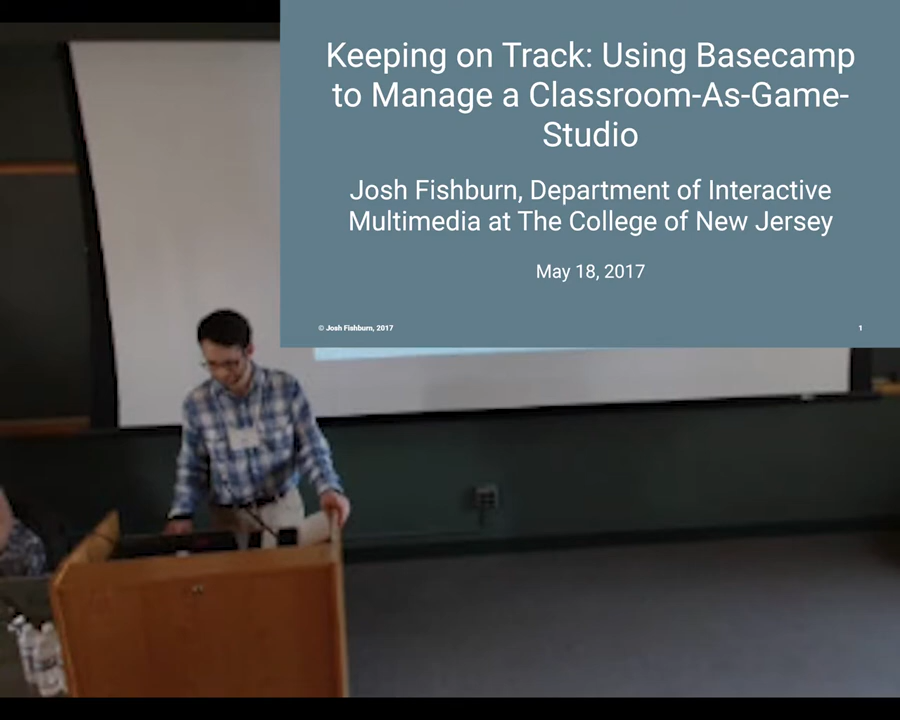 Keeping on Track: Using Basecamp
to Manage a Classroom-As-Game-
Studio
Josh Fishburn, Department of Interactive
Multimedia at The College of New Jersey
May 18, 2017
© Josh Fishburn, 2017
1